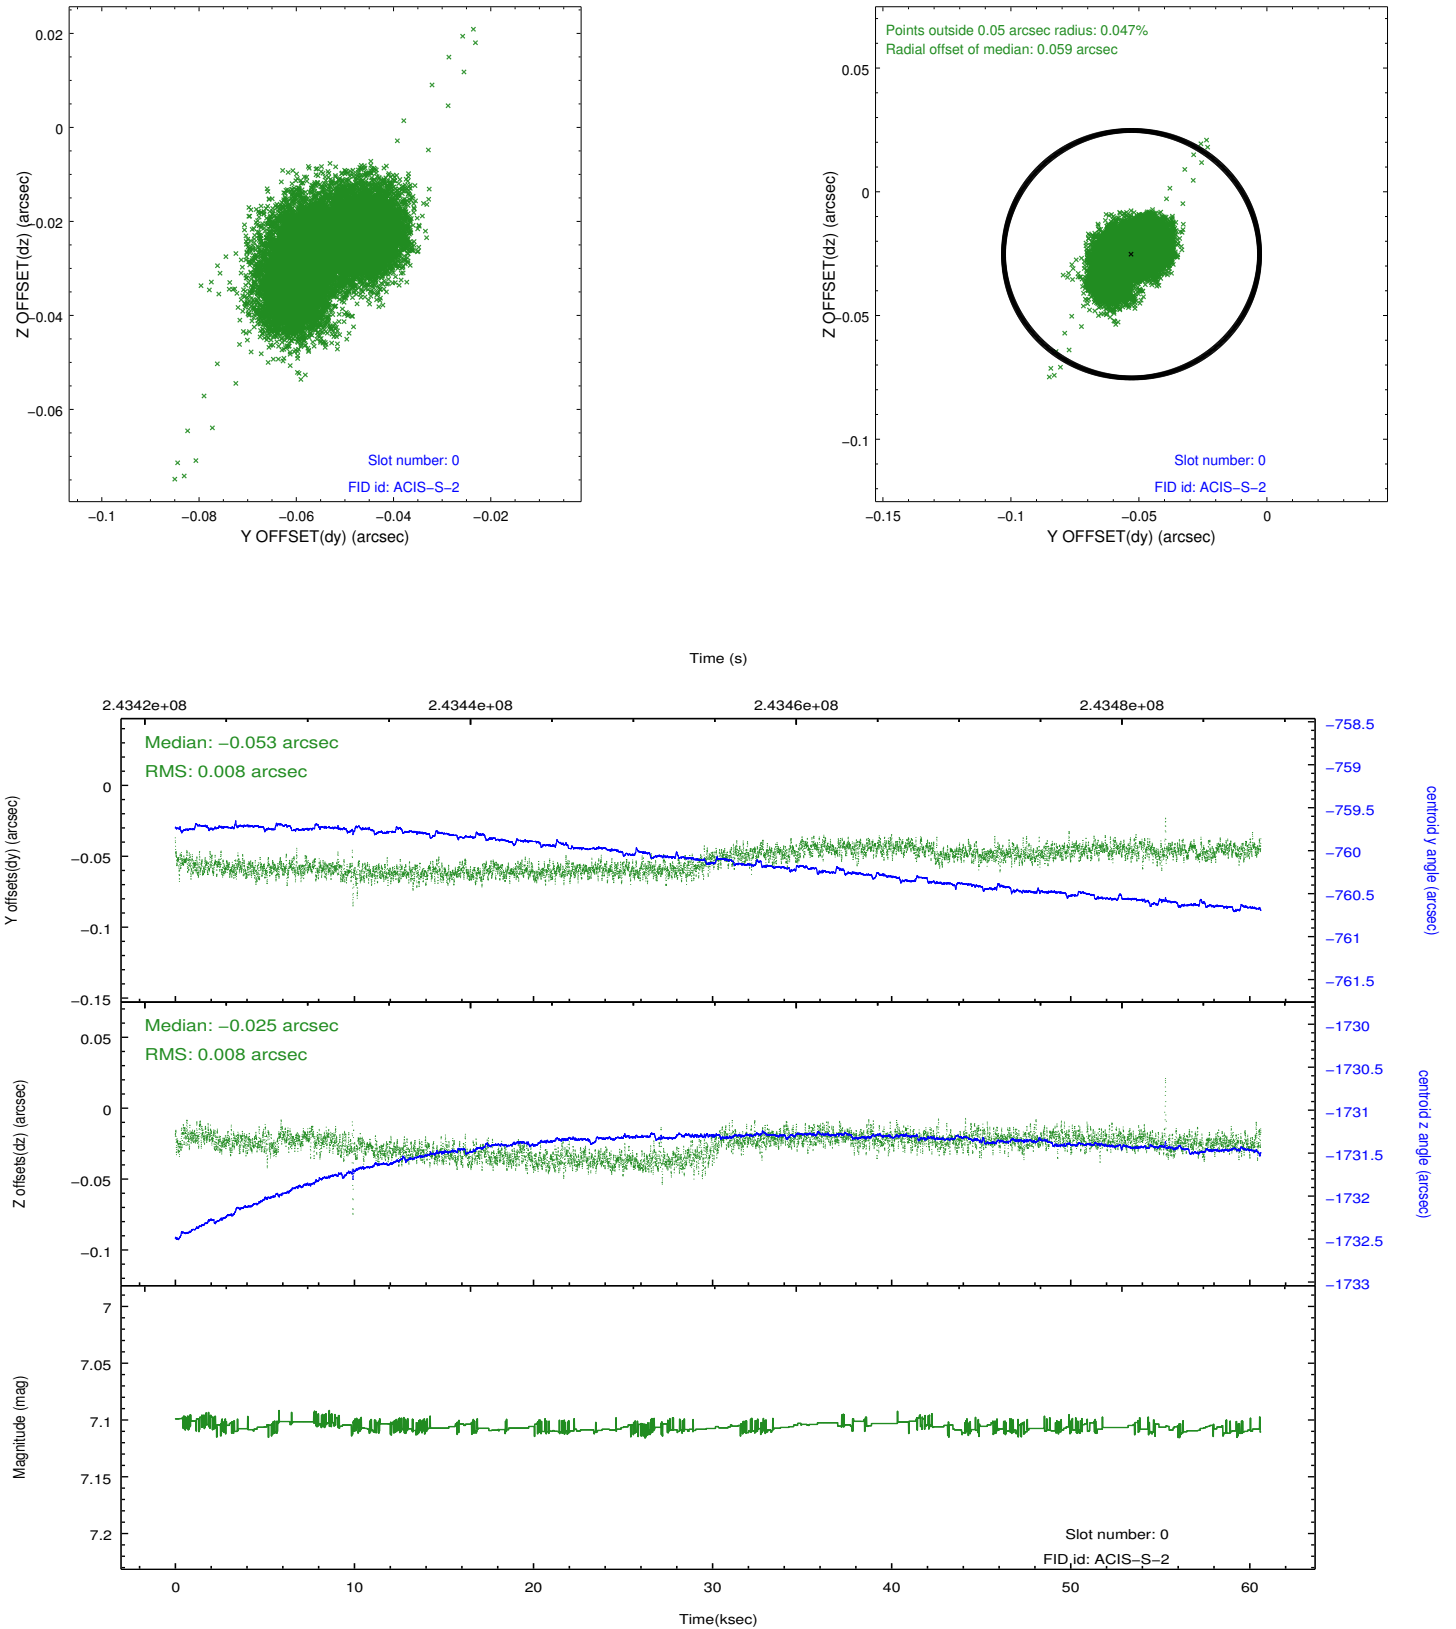 Points outside 0.05 arcsec radius: 0.047%
Radial offset of median: 0.059 arcsec
0.02
0
−0.02
−0.04
−0.06
Z OFFSET(dz) (arcsec)
Slot number: 0
FID id: ACIS−S−2
−0.1
−0.08
−0.06
−0.04
−0.02
Y OFFSET(dy) (arcsec)
0.05
0
−0.05
−0.1
Z OFFSET(dz) (arcsec)
Slot number: 0
FID id: ACIS−S−2
−0.15
−0.1
−0.05
0
Y OFFSET(dy) (arcsec)
Time (s)
2.4342e+08
2.4344e+08
2.4346e+08
2.4348e+08
Median: −0.053 arcsec
RMS: 0.008 arcsec
0
−0.05
−0.1
−0.15
Y offsets(dy) (arcsec)
−758.5
−759
−759.5
−760
−760.5
−761
−761.5
centroid y angle (arcsec)
Median: −0.025 arcsec
RMS: 0.008 arcsec
0.05
0
−0.05
−0.1
Z offsets(dz) (arcsec)
−1730
−1730.5
−1731
−1731.5
−1732
−1732.5
−1733
centroid z angle (arcsec)
7
7.05
7.1
7.15
7.2
Magnitude (mag)
Slot number: 0
FID id: ACIS−S−2
0
10
20
30
40
50
60
Time(ksec)